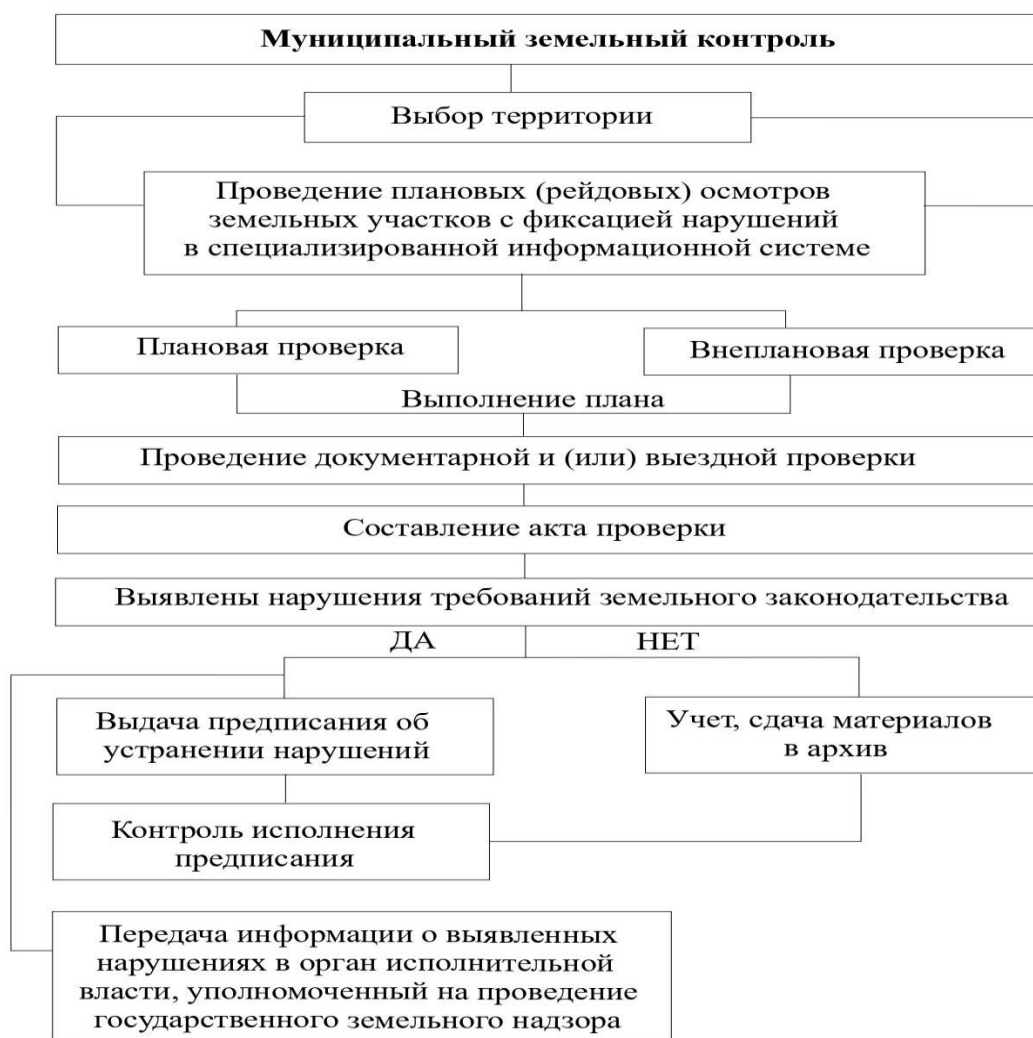 Муниципальный земельный контроль
Выбор территории
Проведение плановых (рейдовых) осмотров
земельных участков с фиксацией нарушений
в специализированной информационной системе
Плановая проверка
Внеплановая проверка
Выполнение плана
Проведение документарной и (или) выездной проверки
Составление акта проверки
Выявлены нарушения требований земельного законодательства
ДА
НЕТ
Выдача предписания об
устранении нарушений
Учет, сдача материалов
в архив
Контроль исполнения
предписания
Передача информации о выявленных
нарушениях в орган исполнительной
власти, уполномоченный на проведение
государственного земельного надзора